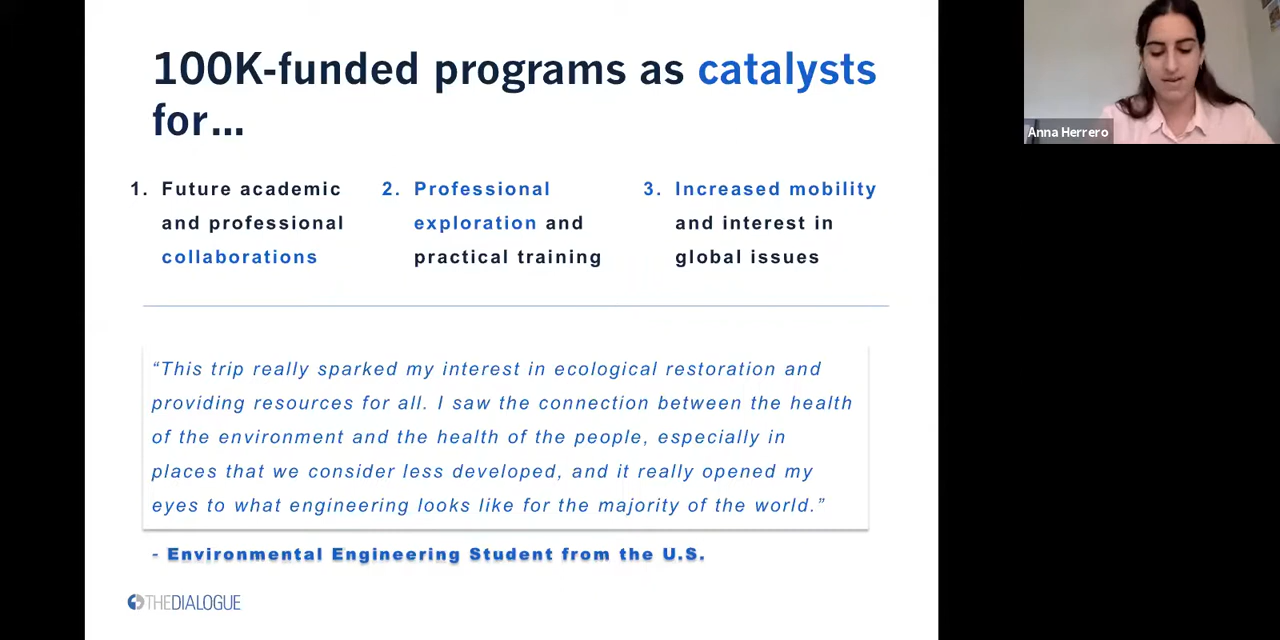 100K-funded programs as catalysts
for...
1. Future academic
and professional
collaborations
2. Professional
exploration and
practical training
3. Increased mobility
and interest in
global issues
“This trip really sparked my interest in ecological restoration and
providing resources for all. I saw the connection between the health
of the environment and the health of the people, especially in
places that we consider less developed, and it really opened my
eyes to what engineering looks like for the majority of the world.”
- Environmental Engineering Student from the U.S.
THEDIALOGUE
Anna Herrero